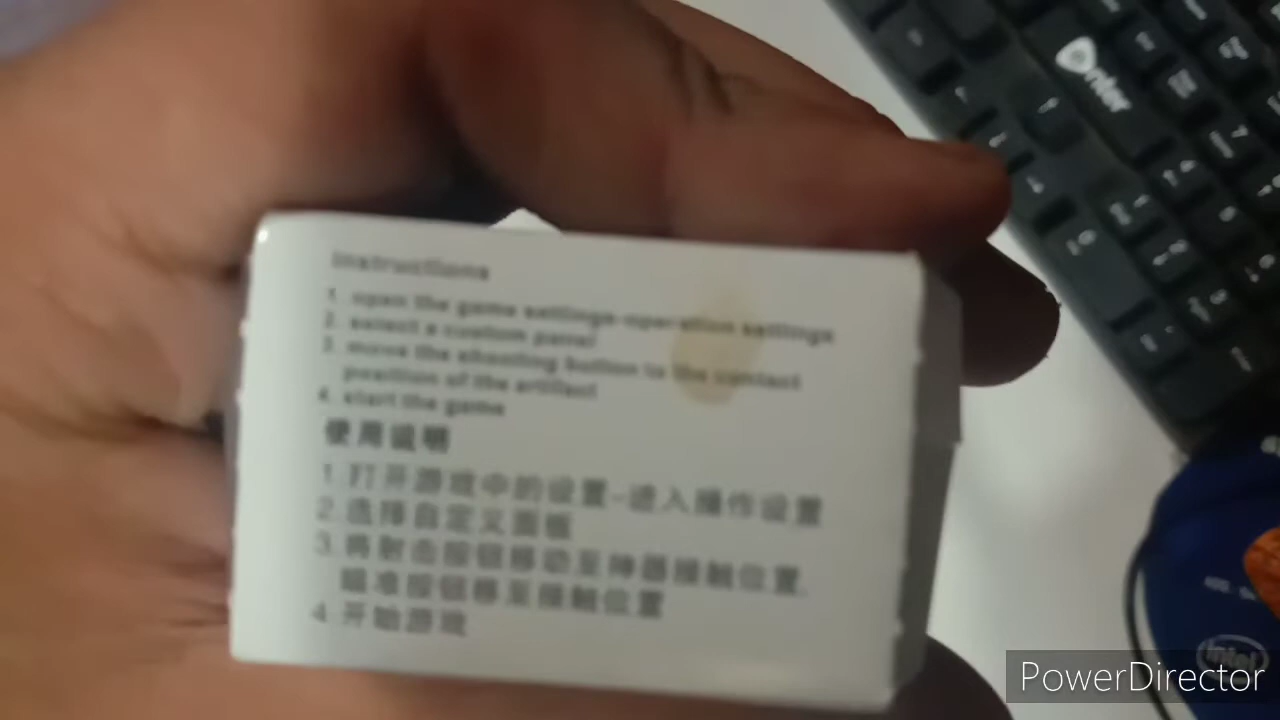 Instructions
1. open the game settings-operation settings
2. select a custom panel
3. move the shooting button to the contact
position of the artifact
4. start the game
使用说明
1.打开游戏中的设置-进入操作设置
2.选择自定义面板
3.将射击按钮移动至神器接触位置,
瞄准按钮移至接触位置
4.开始游戏
Enter
intel
PowerDirector